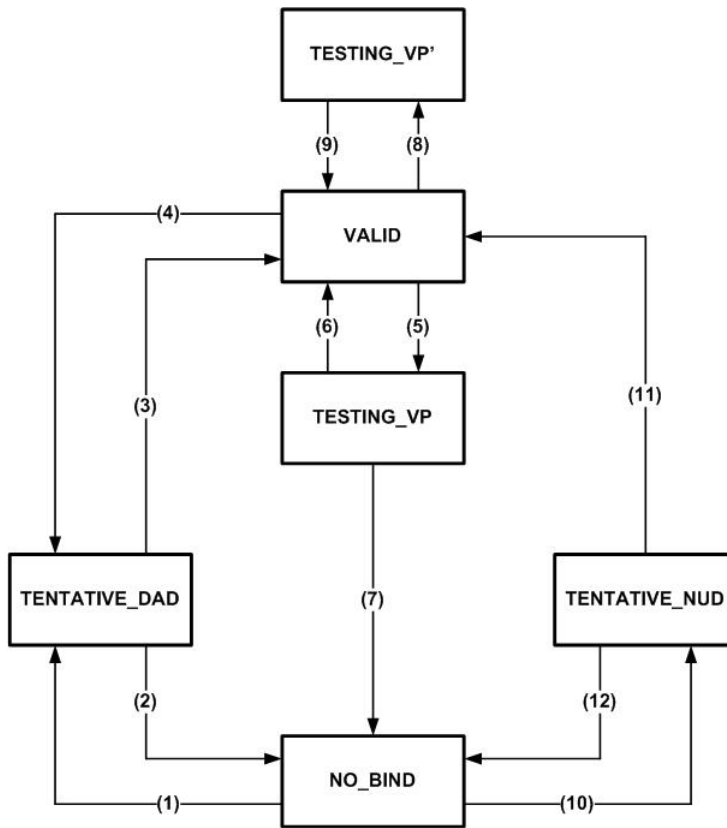 TESTING_VP’
(9)
(8)
(4)
VALID
(6)
(5)
(3)
(11)
TESTING_VP
TENTATIVE_DAD
(7)
TENTATIVE_NUD
(2)
(12)
NO_BIND
(1)
(10)